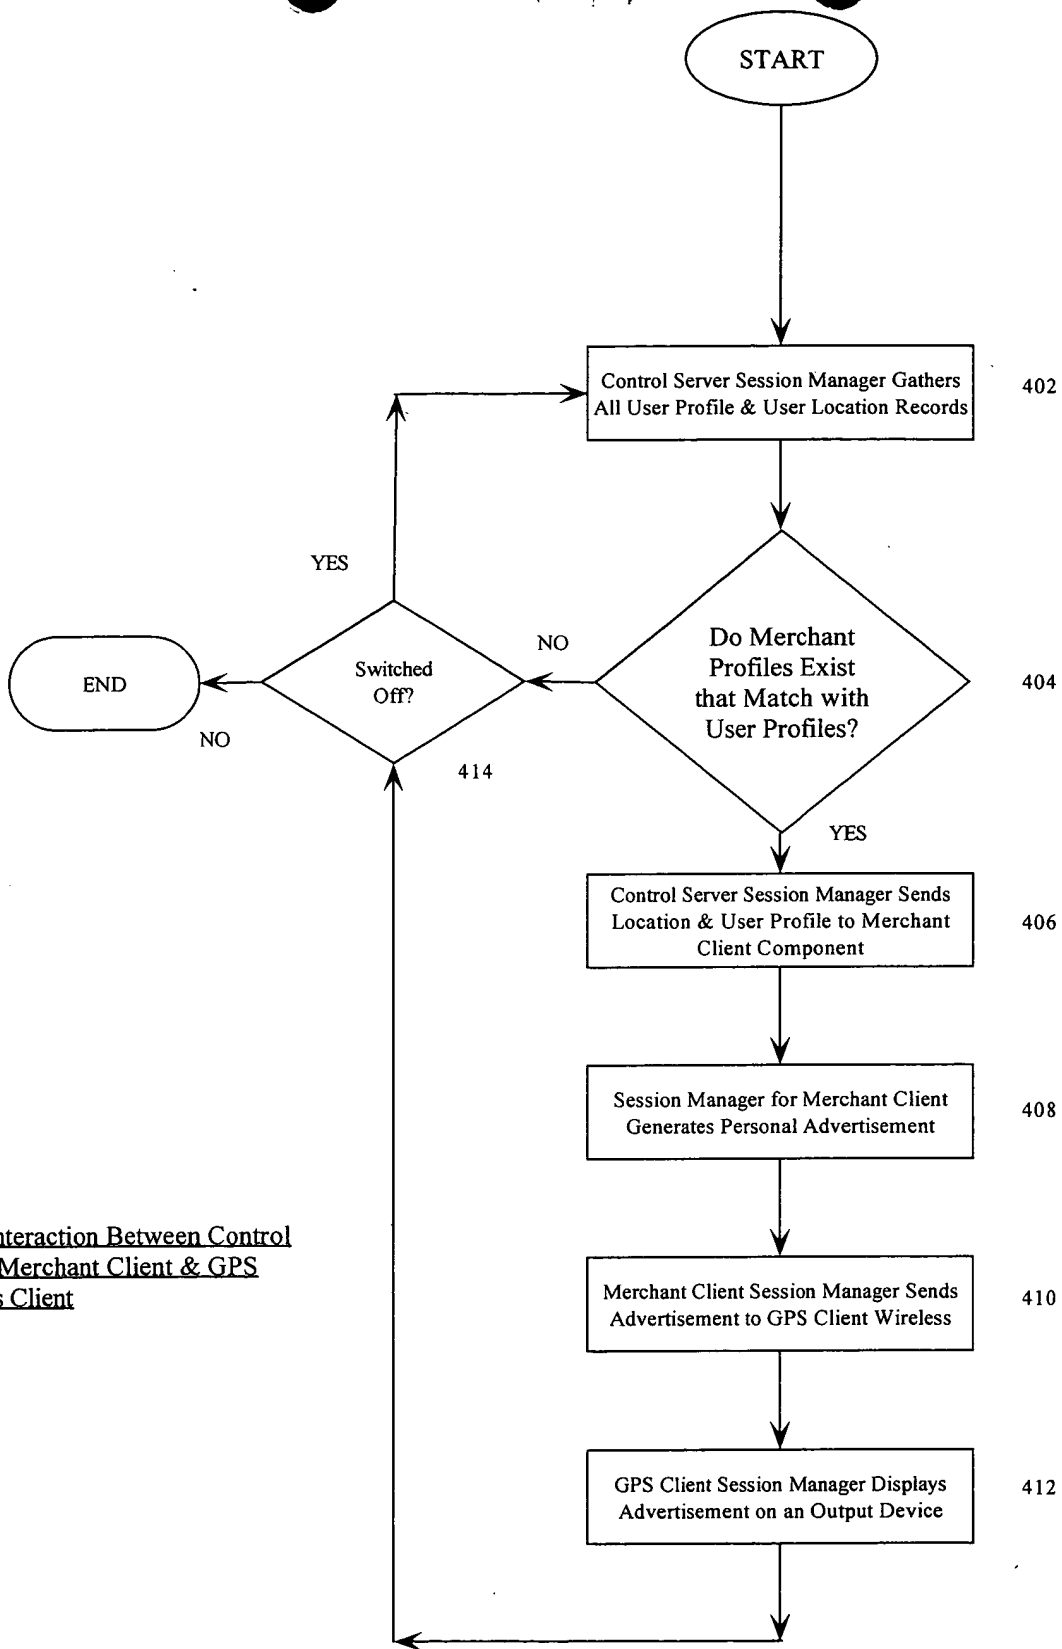 START
Control Server Session Manager Gathers
All User Profile & User Location Records
402
YES
Do Merchant
Profiles Exist
that Match with
User Profiles?
404
NO
Switched
Off?
414
END
NO
YES
Control Server Session Manager Sends
Location & User Profile to Merchant
Client Component
406
Session Manager for Merchant Client
Generates Personal Advertisement
408
nteraction Between Control
Merchant Client & GPS
s Client
Merchant Client Session Manager Sends
Advertisement to GPS Client Wireless
410
GPS Client Session Manager Displays
Advertisement on an Output Device
412